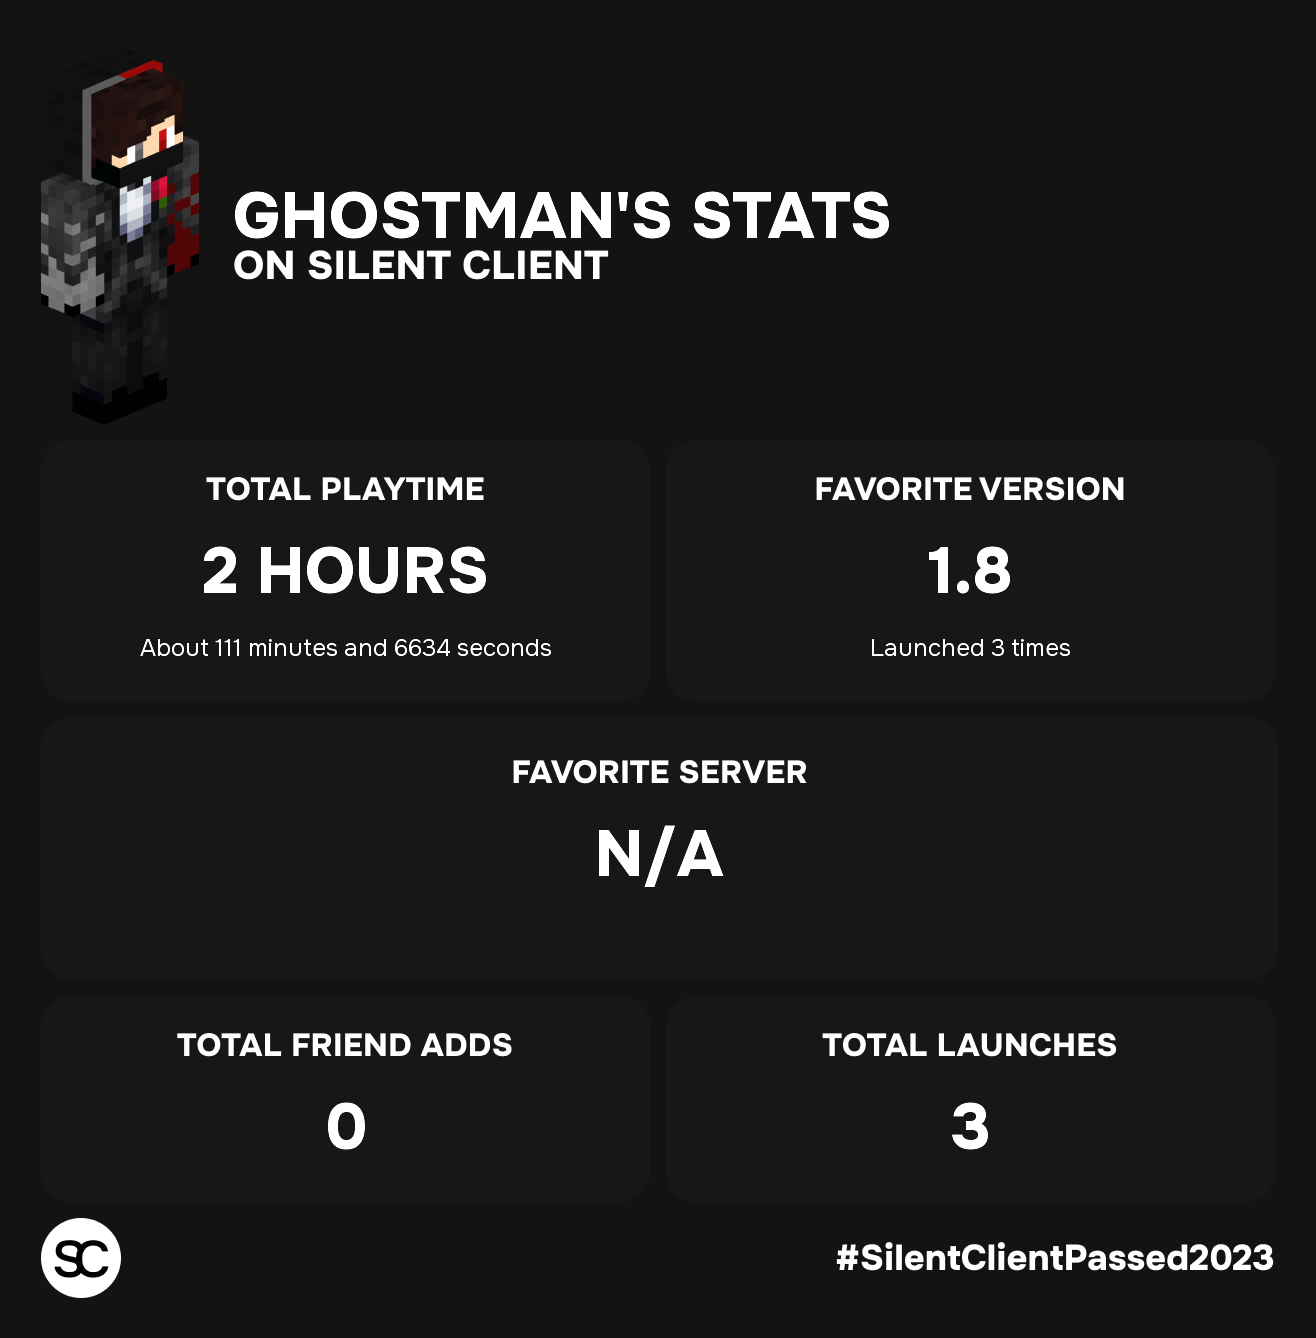 GHOSTMAN'S STATS
ON SILENT CLIENT
TOTAL PLAYTIME
2 HOURS
About 111 minutes and 6634 seconds
FAVORITE VERSION
1.8
Launched 3 times
FAVORITE SERVER
N/A
TOTAL FRIEND ADDS
0
TOTAL LAUNCHES
3
SC
#SilentClientPassed2023